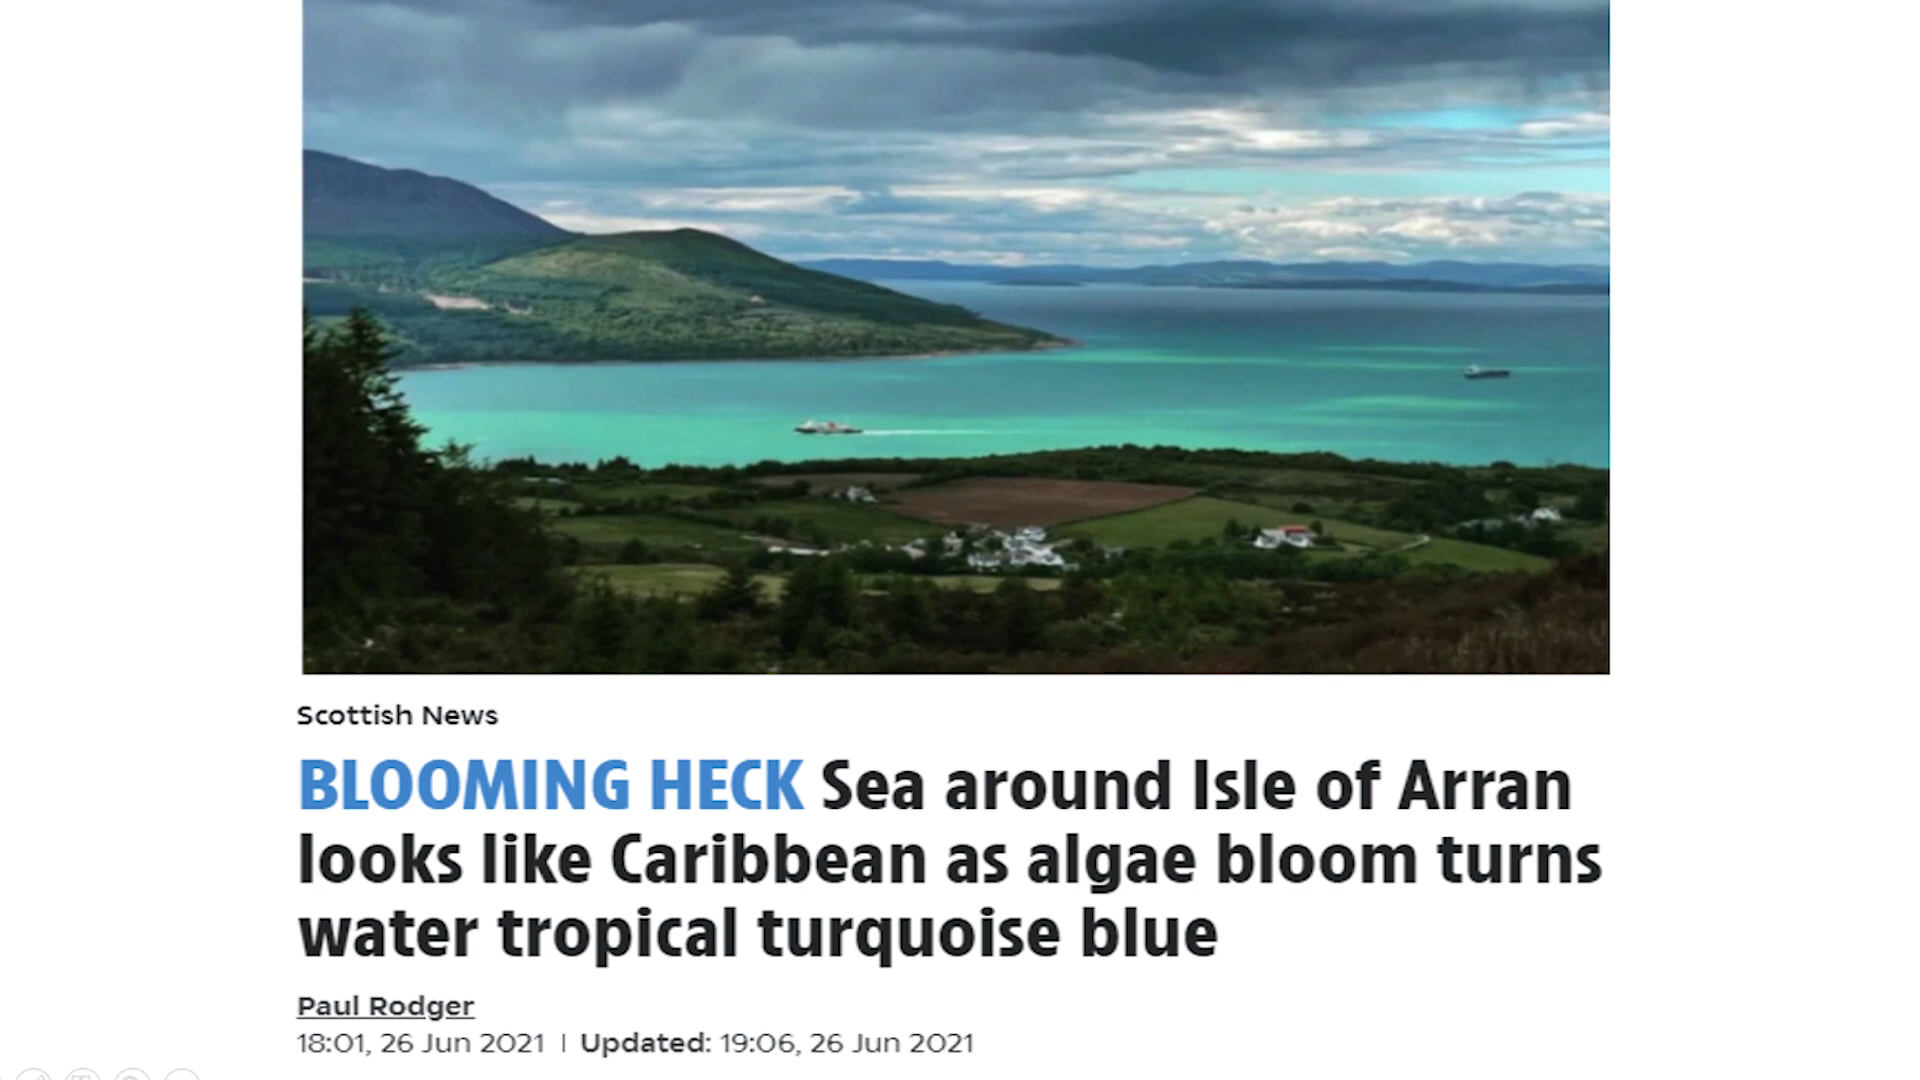 Scottish News
BLOOMING HECK Sea around Isle of Arran
looks like Caribbean as algae bloom turns
water tropical turquoise blue
Paul Rodger
18:01, 26 Jun 2021 | Updated: 19:06, 26 Jun 2021